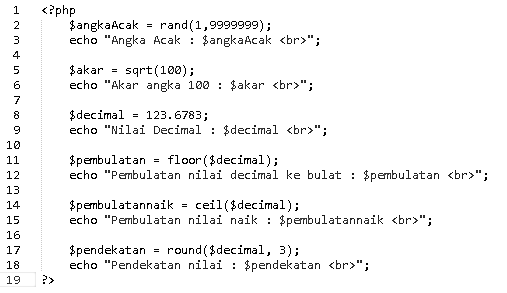 1 <?php
2 $angkaAcak = rand(1,9999999);
3 echo "Angka Acak : $angkaAcak <br>";
4
5 $akar = sqrt(100);
6 echo "Akar angka 100 : $akar <br>";
7
8 $decimal = 123.6783;
9 echo "Nilai Decimal : $decimal <br>";
10
11 $pembulatan = floor($decimal);
12 echo "Pembulatan nilai decimal ke bulat : $pembulatan <br>";
13
14 $pembulatannaik = ceil($decimal);
15 echo "Pembulatan nilai naik : $pembulatannaik <br>";
16
17 $pendekatan = round($decimal, 3);
18 echo "Pendekatan nilai : $pendekatan <br>";
19 ?>